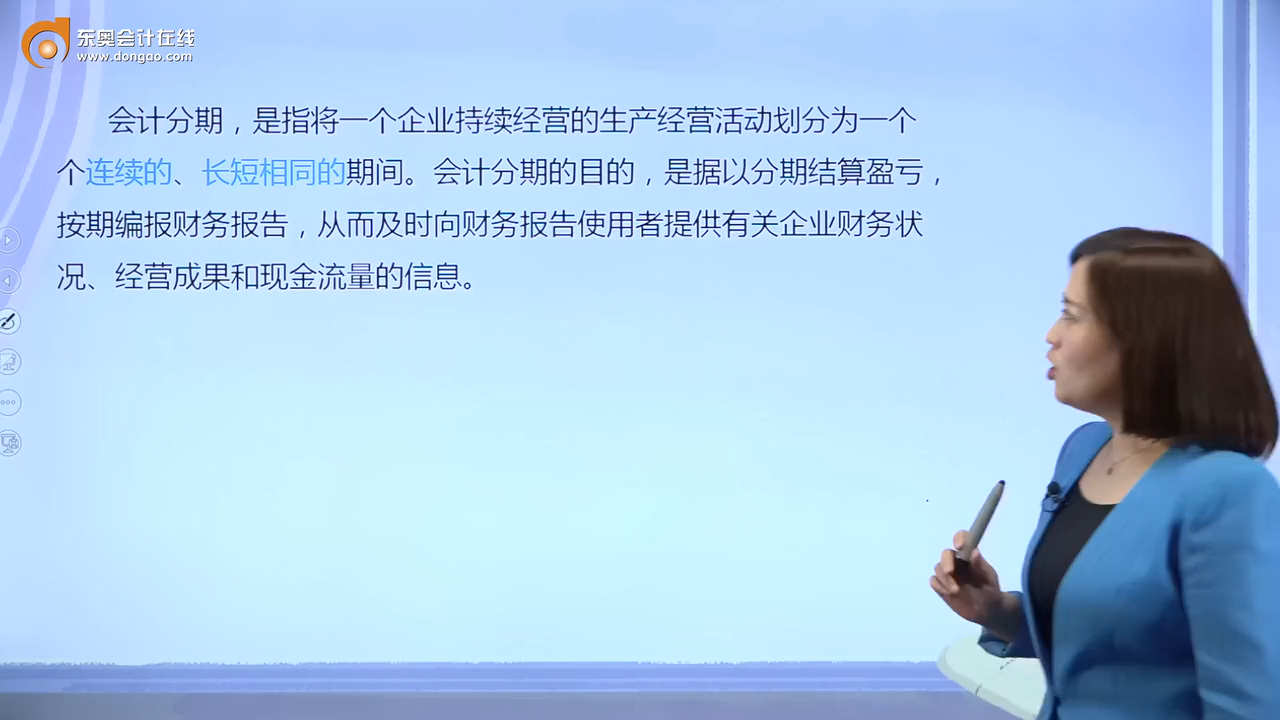 东奥会计在线
www.dongao.com
会计分期，是指将一个企业持续经营的生产经营活动划分为一个
个连续的、长短相同的期间。会计分期的目的，是据以分期结算盈亏，
按期编报财务报告，从而及时向财务报告使用者提供有关企业财务状
况、经营成果和现金流量的信息。